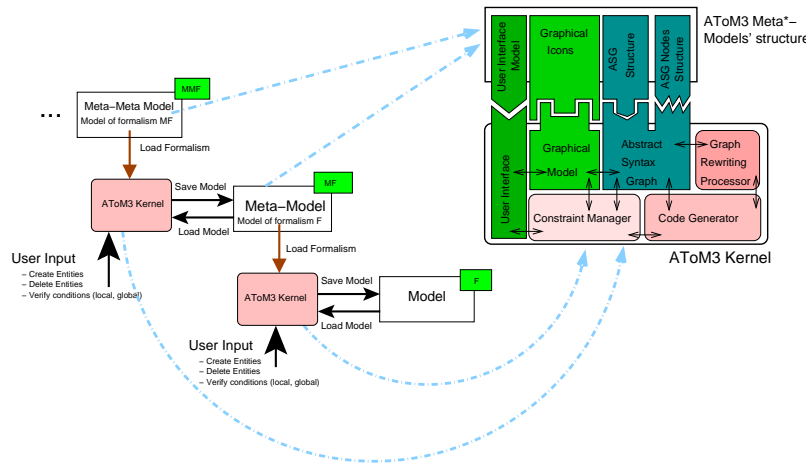 ...
MMF
Meta–Meta Model
Model of formalism MF
Load Formalism
AToM3 Kernel
Save Model
Load Model
MF
Meta–Model
Model of formalism F
User Input
– Create Entities
– Delete Entities
– Verify conditions (local, global)
Load Formalism
AToM3 Kernel
Save Model
Load Model
F
Model
User Input
– Create Entities
– Delete Entities
– Verify conditions (local, global)
AToM3 Meta*–
Models' structure
User Interface
Model
Graphical
Icons
ASG
Structure
ASG Nodes
Structure
User Interface
Graphical
Model
Abstract
Syntax
Graph
Graph
Rewriting
Processor
Constraint Manager
Code Generator
AToM3 Kernel